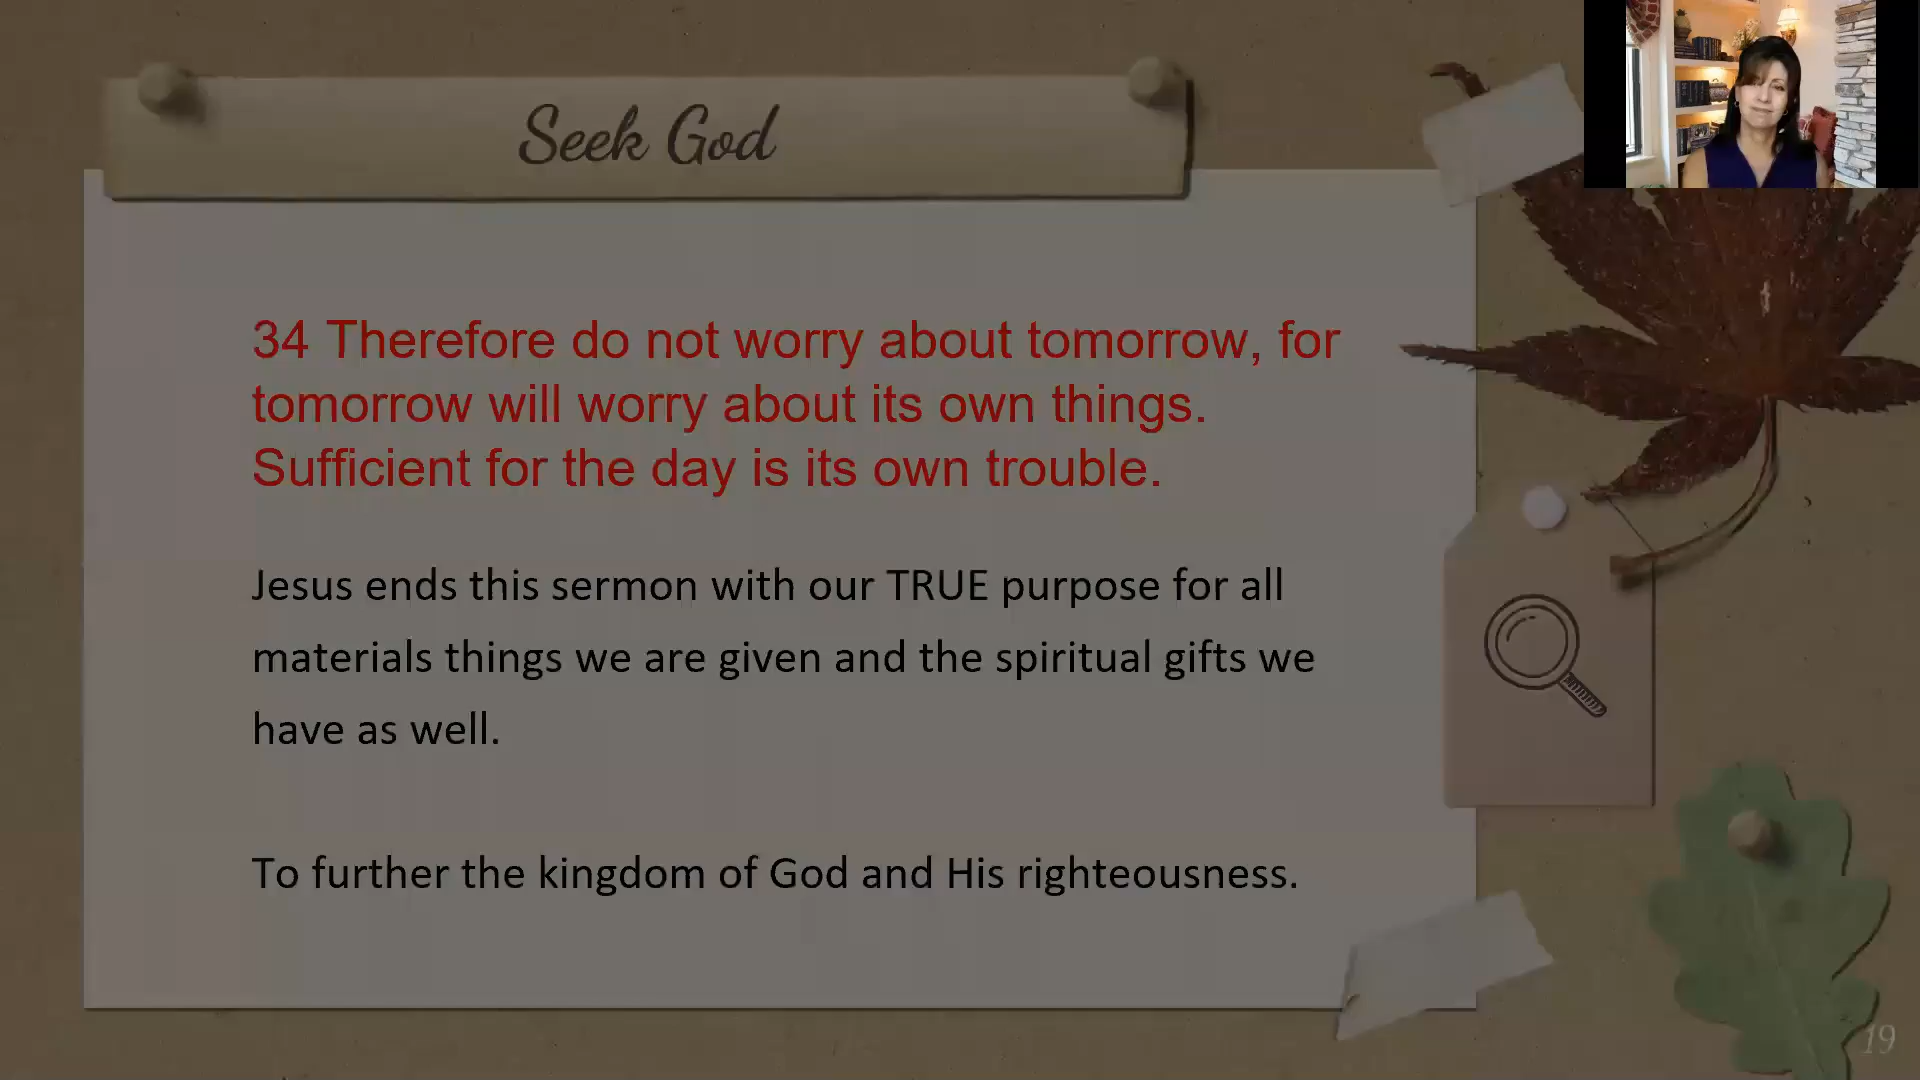 Seek God
34 Therefore do not worry about tomorrow, for
tomorrow will worry about its own things.
Sufficient for the day is its own trouble.
Jesus ends this sermon with our TRUE purpose for all
materials things we are given and the spiritual gifts we
have as well.
To further the kingdom of God and His righteousness.
19